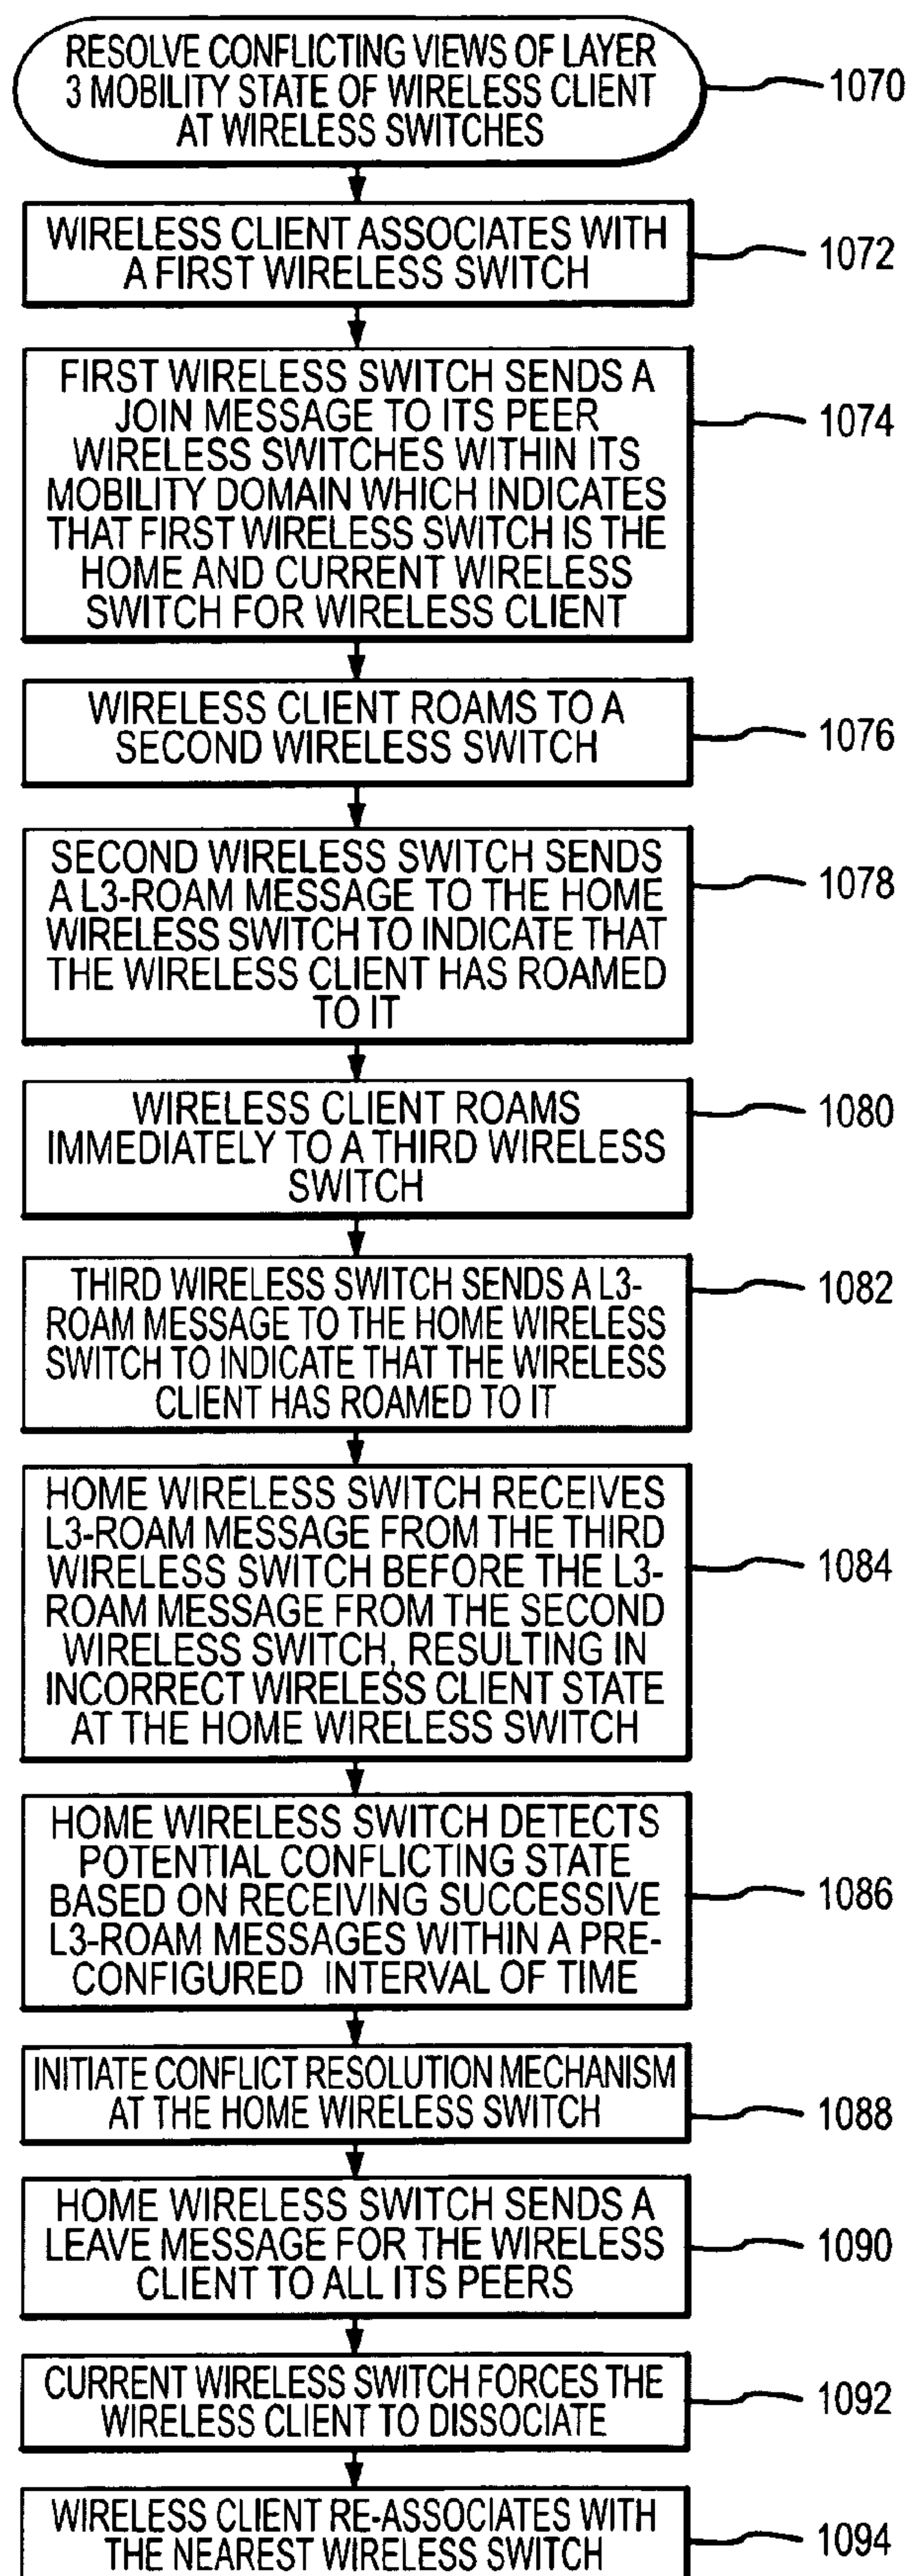 RESOLVE CONFLICTING VIEWS OF LAYER
3 MOBILITY STATE OF WIRELESS CLIENT
AT WIRELESS SWITCHES
1070
WIRELESS CLIENT ASSOCIATES WITH
A FIRST WIRELESS SWITCH
1072
FIRST WIRELESS SWITCH SENDS A
JOIN MESSAGE TO ITS PEER
WIRELESS SWITCHES WITHIN ITS
MOBILITY DOMAIN WHICH INDICATES
THAT FIRST WIRELESS SWITCH IS THE
HOME AND CURRENT WIRELESS
SWITCH FOR WIRELESS CLIENT
1074
WIRELESS CLIENT ROAMS TO A
SECOND WIRELESS SWITCH
1076
SECOND WIRELESS SWITCH SENDS
A L3-ROAM MESSAGE TO THE HOME
WIRELESS SWITCH TO INDICATE THAT
THE WIRELESS CLIENT HAS ROAMED
TO IT
1078
WIRELESS CLIENT ROAMS
IMMEDIATELY TO A THIRD WIRELESS
SWITCH
1080
THIRD WIRELESS SWITCH SENDS A L3-
ROAM MESSAGE TO THE HOME WIRELESS
SWITCH TO INDICATE THAT THE WIRELESS
CLIENT HAS ROAMED TO IT
1082
HOME WIRELESS SWITCH RECEIVES
L3-ROAM MESSAGE FROM THE THIRD
WIRELESS SWITCH BEFORE THE L3-
ROAM MESSAGE FROM THE SECOND
WIRELESS SWITCH, RESULTING IN
INCORRECT WIRELESS CLIENT STATE
AT THE HOME WIRELESS SWITCH
1084
HOME WIRELESS SWITCH DETECTS
POTENTIAL CONFLICTING STATE
BASED ON RECEIVING SUCCESSIVE
L3-ROAM MESSAGES WITHIN A PRE-
CONFIGURED INTERVAL OF TIME
1086
INITIATE CONFLICT RESOLUTION MECHANISM
AT THE HOME WIRELESS SWITCH
1088
HOME WIRELESS SWITCH SENDS A
LEAVE MESSAGE FOR THE WIRELESS
CLIENT TO ALL ITS PEERS
1090
CURRENT WIRELESS SWITCH FORCES THE
WIRELESS CLIENT TO DISSOCIATE
1092
WIRELESS CLIENT RE-ASSOCIATES WITH
THE NEAREST WIRELESS SWITCH
1094